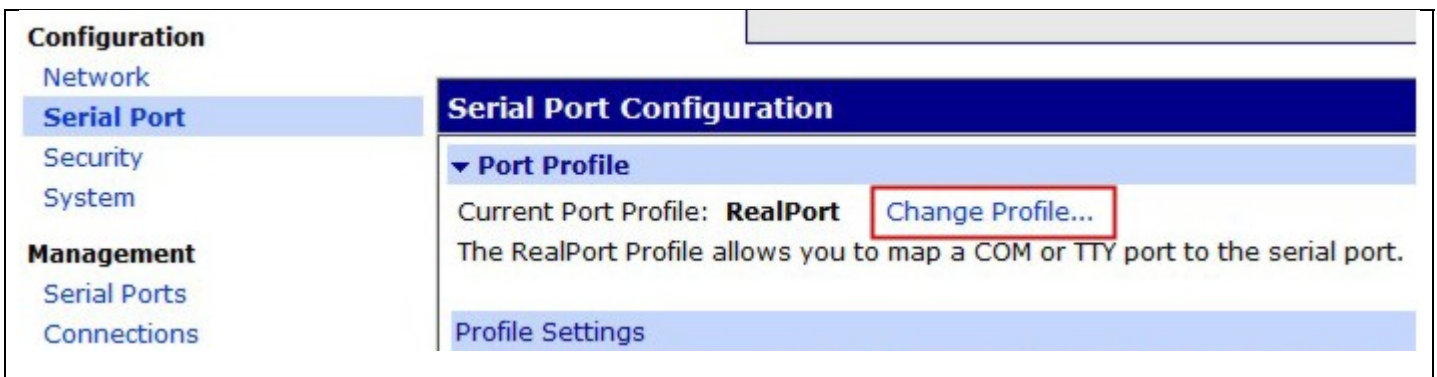 Configuration
Network
Serial Port
Security
System
Management
Serial Ports
Connections
Serial Port Configuration
Port Profile
Current Port Profile: RealPort Change Profile...
The RealPort Profile allows you to map a COM or TTY port to the serial port.
Profile Settings